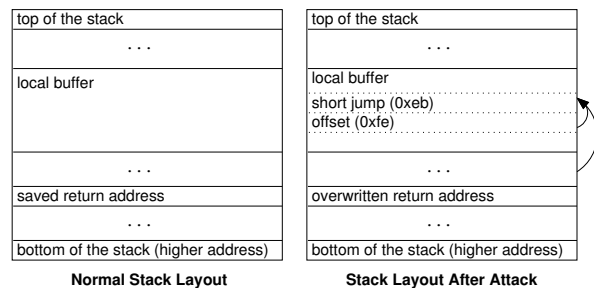 top of the stack
. . .
local buffer
. . .
saved return address
. . .
bottom of the stack (higher address)
Normal Stack Layout
top of the stack
. . .
local buffer
short jump (0xeb)
offset (0xfe)
. . .
overwritten return address
. . .
bottom of the stack (higher address)
Stack Layout After Attack